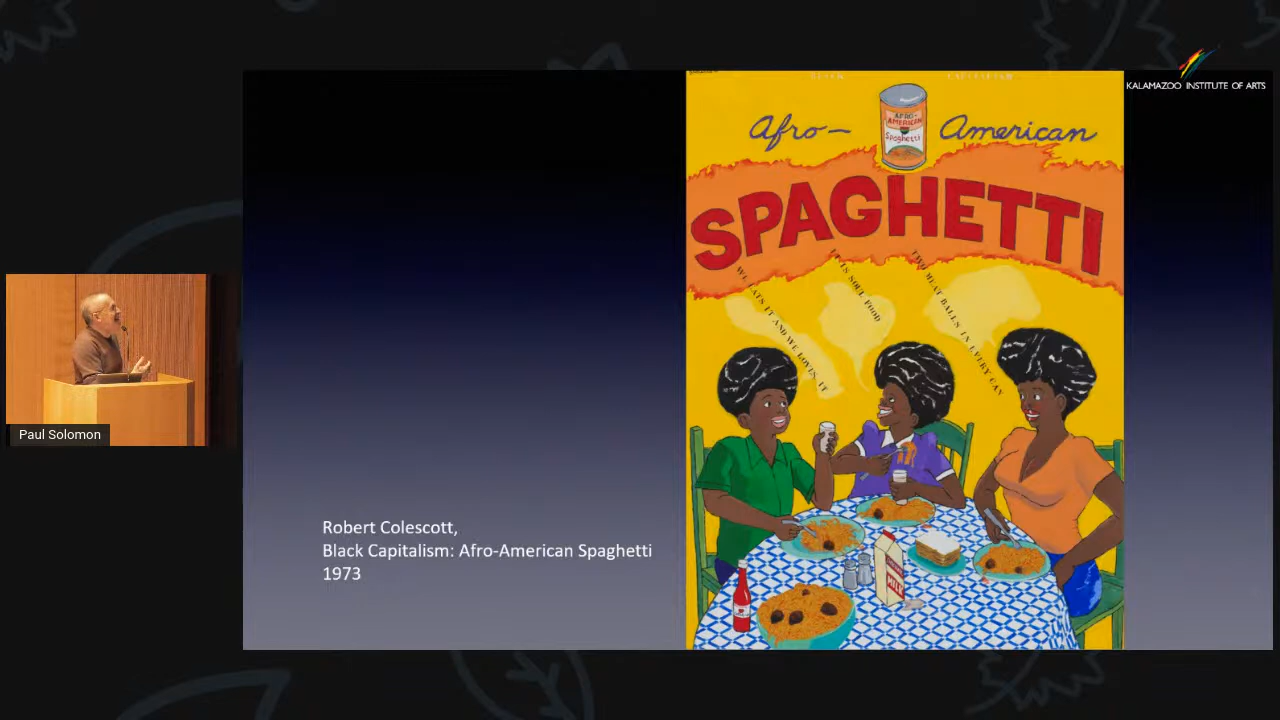 KALAMAZOO INSTITUTE OF ARTS
Afro-
American
AFRO-
AMERICAN
Spaghetti
SPAGHETTI
WE EATS IT AND WE LOVES IT
IT IS SOUL FOOD
TWO MEAT BALLS IN EVERY CAN
MILK
Paul Solomon
Robert Colescott,
Black Capitalism: Afro-American Spaghetti
1973